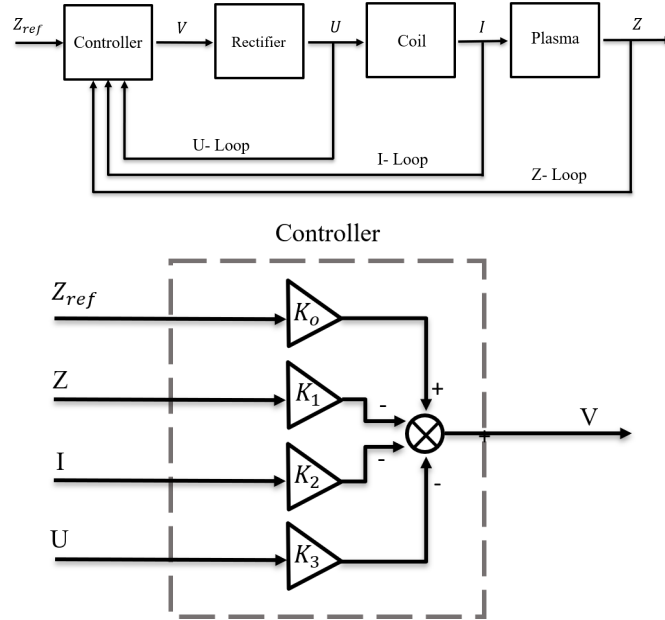 Z_ref
Controller
V
Rectifier
U
Coil
I
Plasma
Z
U- Loop
I- Loop
Z- Loop
Controller
Z_ref
K_o
+
Z
K_1
-
V
+
I
K_2
-
U
K_3
-